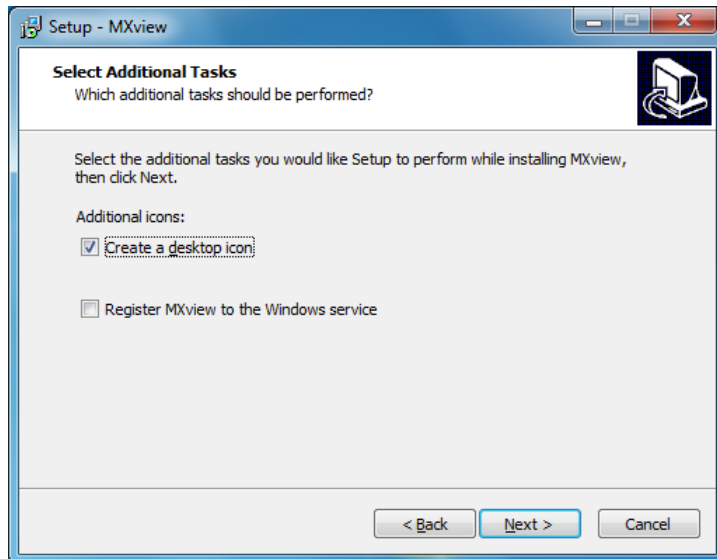 Setup - MXview
Select Additional Tasks
Which additional tasks should be performed?
Select the additional tasks you would like Setup to perform while installing MXview,
then click Next.
Additional icons:
Create a desktop icon
Register MXview to the Windows service
< Back
Next >
Cancel